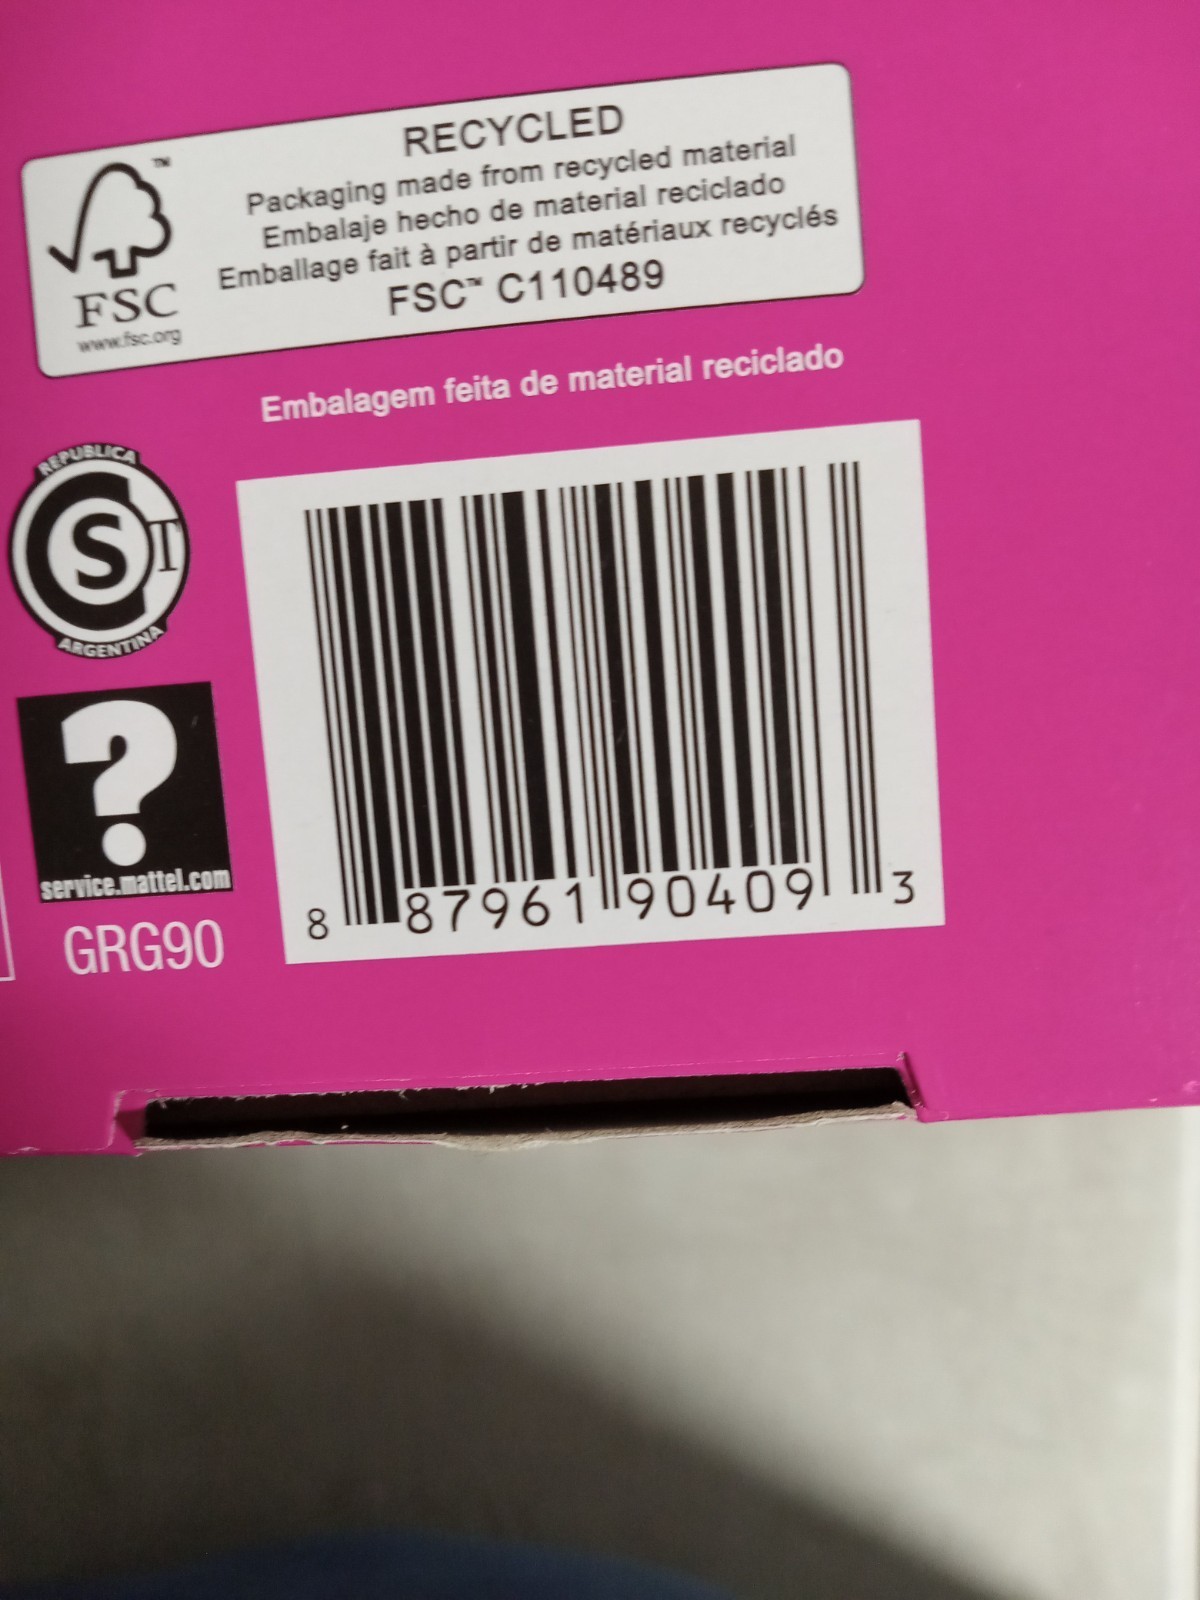 RECYCLED
Packaging made from recycled material
Embalaje hecho de material reciclado
Emballage fait à partir de matériaux recyclés
FSC™ C110489
™
FSC
www.fsc.org
Embalagem feita de material reciclado
REPUBLICA
CST
ARGENTINA
?
service.mattel.com
GRG90
8 87961 90409 3